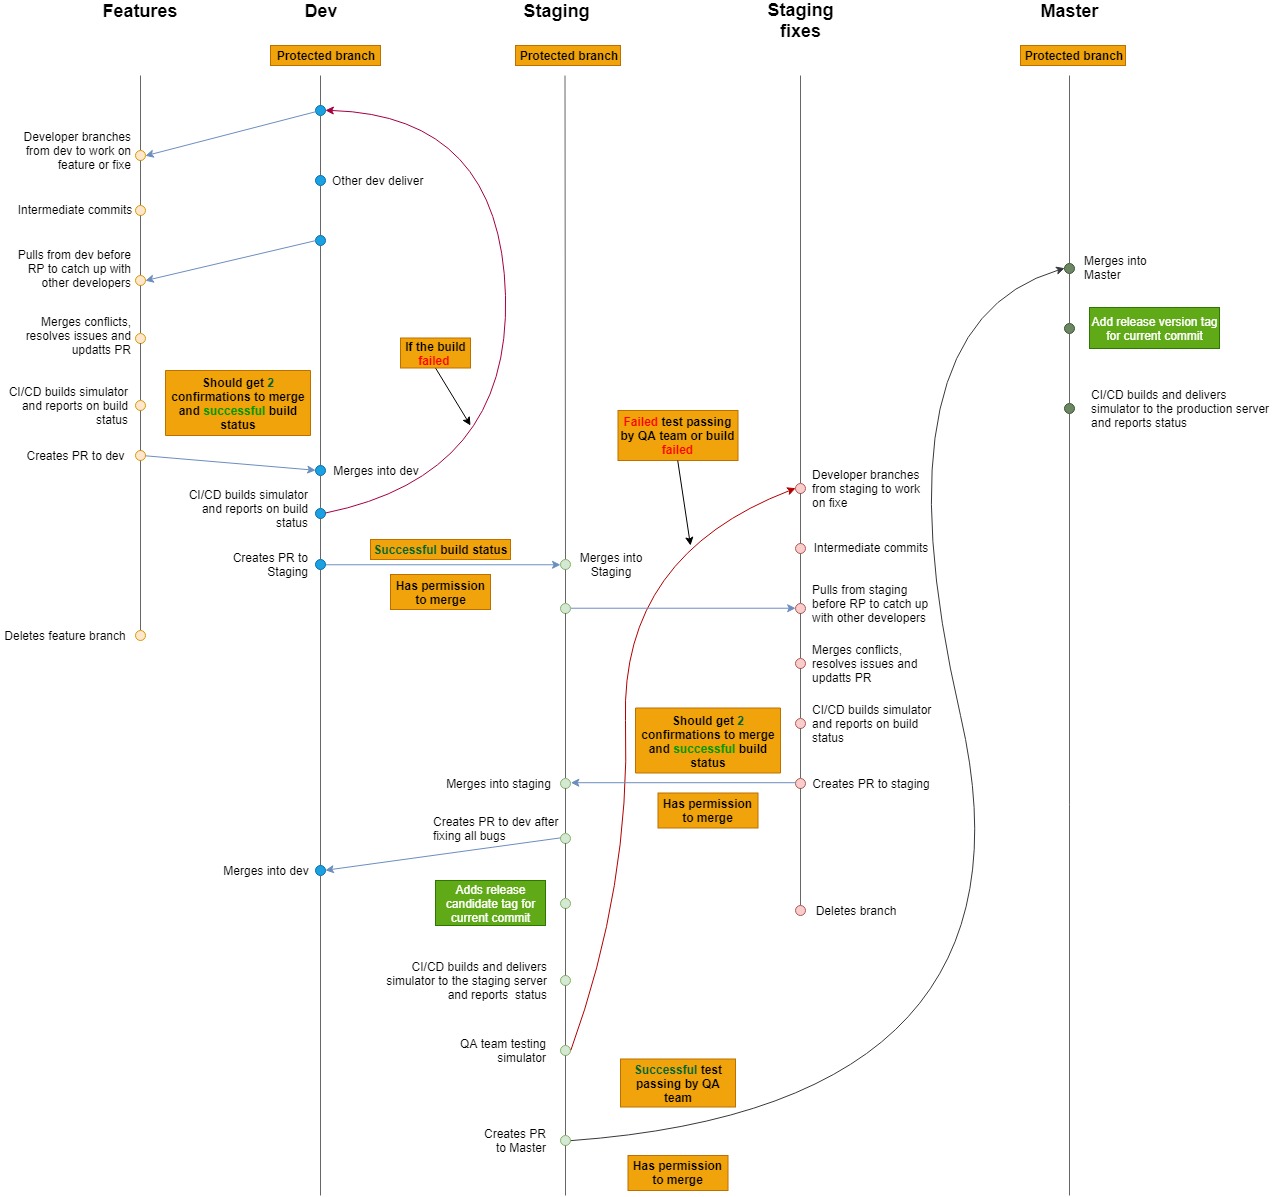 Features
Dev
Staging
Staging
fixes
Master
Protected branch
Protected branch
Protected branch
Developer branches
from dev to work on
feature or fixe
Other dev deliver
Intermediate commits
Pulls from dev before
RP to catch up with
other developers
Merges into
Master
Merges conflicts,
resolves issues and
updatts PR
Add release version tag
for current commit
If the build
failed
Should get 2
confirmations to merge
and successful build
status
CI/CD builds simulator
and reports on build
status
CI/CD builds and delivers
simulator to the production server
and reports status
Failed test passing
by QA team or build
failed
Creates PR to dev
Merges into dev
Developer branches
from staging to work
on fixe
CI/CD builds simulator
and reports on build
status
Successful build status
Intermediate commits
Creates PR to
Staging
Merges into
Staging
Has permission
to merge
Pulls from staging
before RP to catch up
with other developers
Deletes feature branch
Merges conflicts,
resolves issues and
updatts PR
Should get 2
confirmations to merge
and successful build
status
CI/CD builds simulator
and reports on build
status
Merges into staging
Creates PR to staging
Has permission
to merge
Creates PR to dev after
fixing all bugs
Merges into dev
Adds release
candidate tag for
current commit
Deletes branch
CI/CD builds and delivers
simulator to the staging server
and reports  status
QA team testing
simulator
Successful test
passing by QA
team
Creates PR
to Master
Has permission
to merge